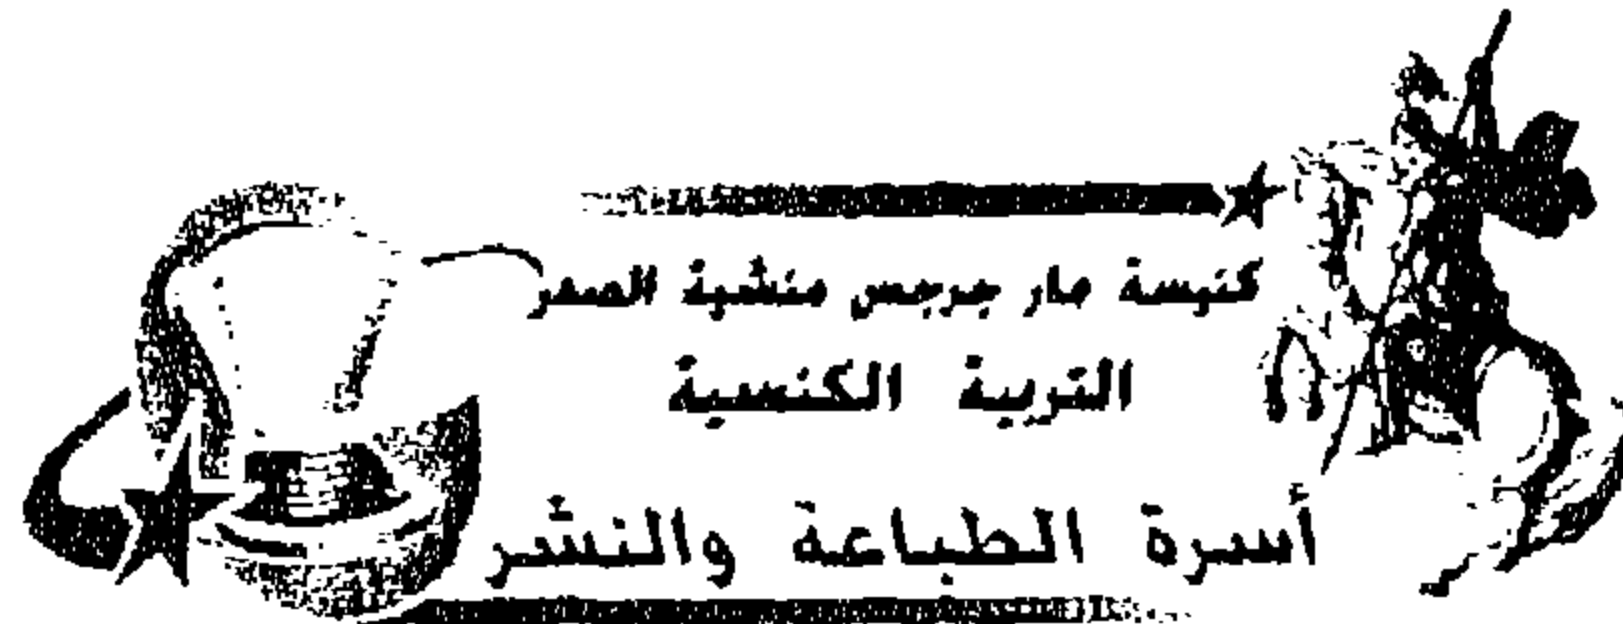 كنيسة مار جرجس منشية الصدر
التربية الكنسية
أسرة الطباعة والنشر